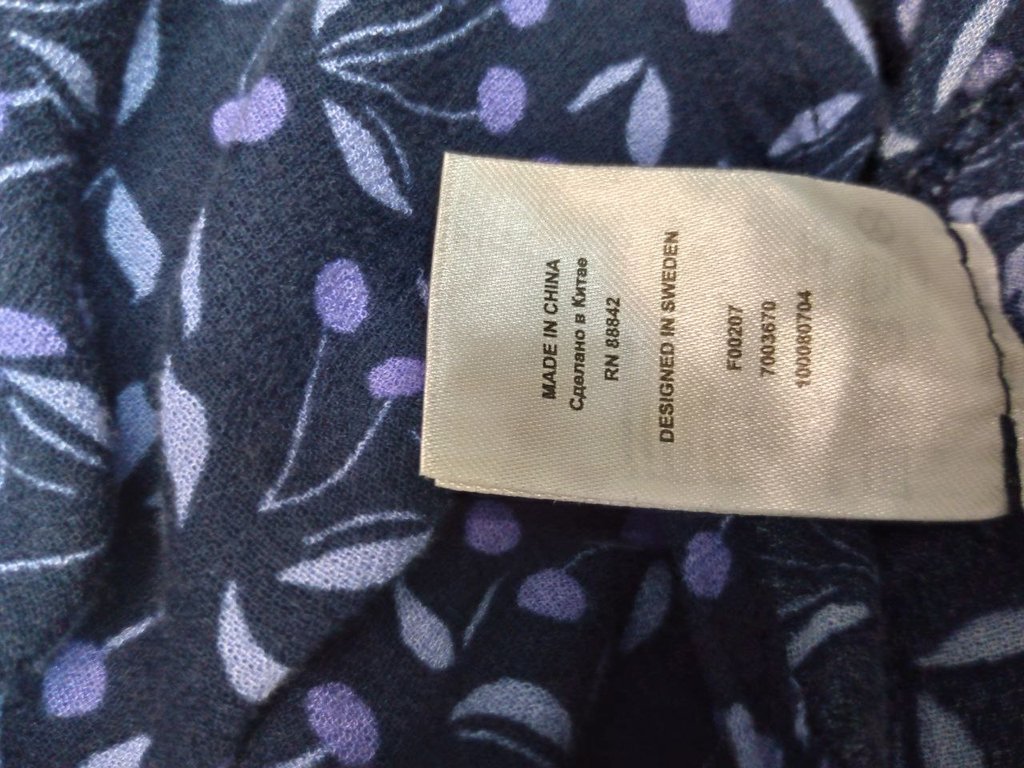 MADE IN CHINA
Сделано в Китае
RN 88842
DESIGNED IN SWEDEN
F00207
7003670
100080704